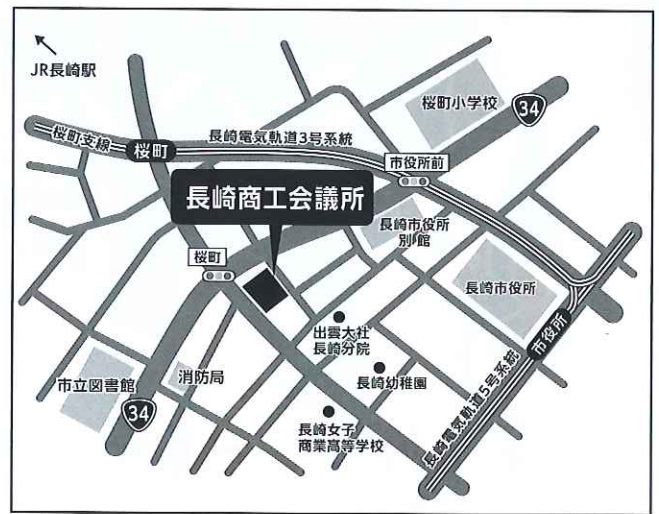 JR長崎駅
桜町小学校
34
桜町支線
桜町
長崎電気軌道3号系統
市役所前
長崎商工会議所
長崎市役所
別館
桜町
長崎市役所
出雲大社
長崎分院
市役所
市立図書館
消防局
長崎幼稚園
34
長崎女子
商業高等学校
長崎電気軌道5号系統